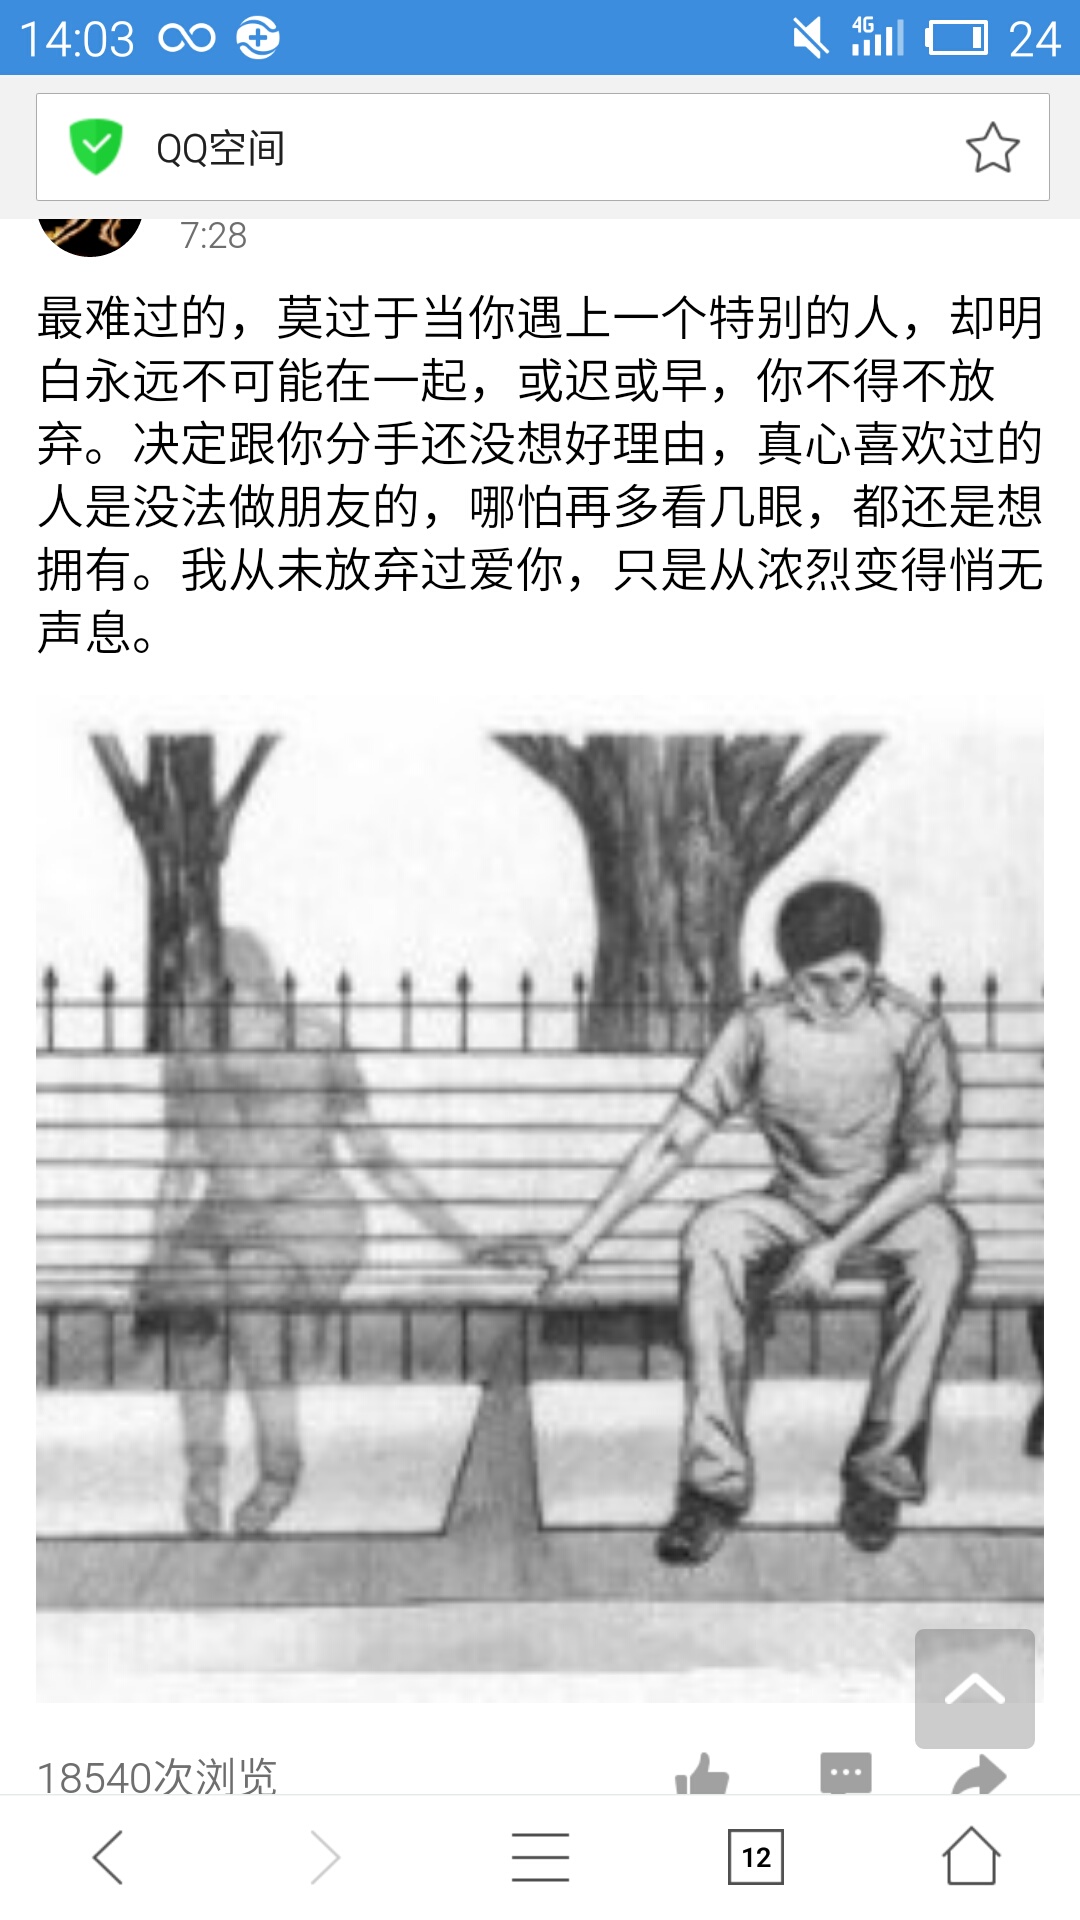 14:03 4G 24
QQ空间
7:28
最难过的，莫过于当你遇上一个特别的人，却明
白永远不可能在一起，或迟或早，你不得不放
弃。决定跟你分手还没想好理由，真心喜欢过的
人是没法做朋友的，哪怕再多看几眼，都还是想
拥有。我从未放弃过爱你，只是从浓烈变得悄无
声息。
18540次浏览
12